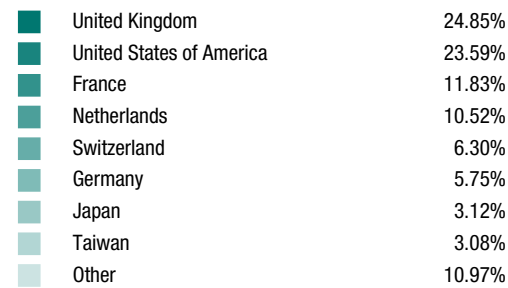 United Kingdom 24.85%
United States of America 23.59%
France 11.83%
Netherlands 10.52%
Switzerland 6.30%
Germany 5.75%
Japan 3.12%
Taiwan 3.08%
Other 10.97%